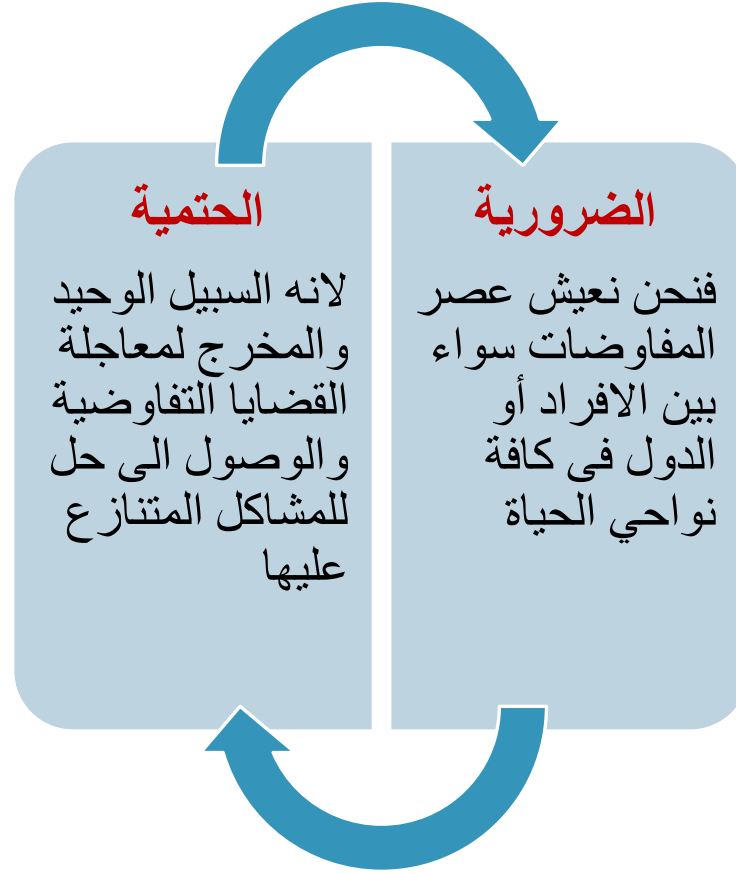 الضرورية
فنحن نعيش عصر
المفاوضات سواء
بين الافراد أو
الدول فى كافة
نواحي الحياة
الحتمية
لانه السبيل الوحيد
والمخرج لمعاجلة
القضايا التفاوضية
والوصول الى حل
للمشاكل المتنازع
عليها